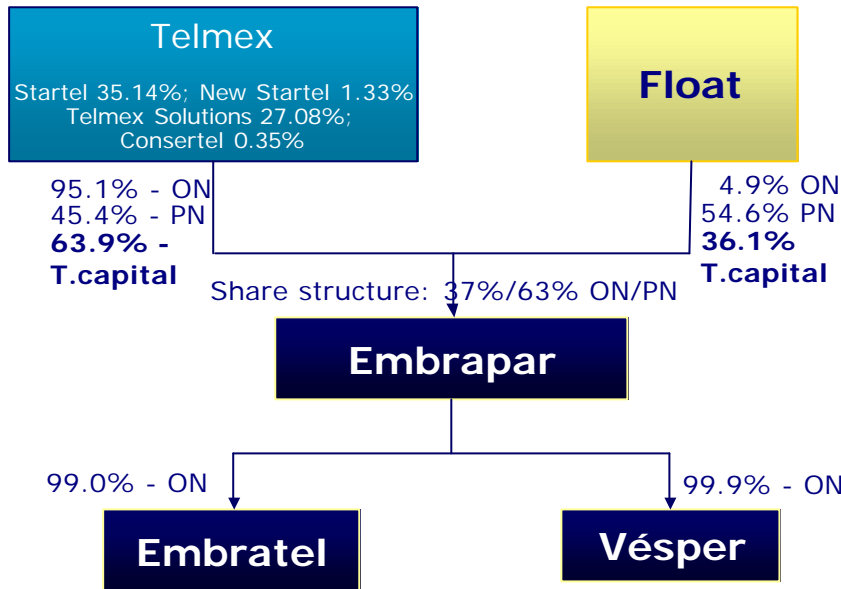 Telmex
Startel 35.14%; New Startel 1.33%
Telmex Solutions 27.08%;
Consertel 0.35%
Float
95.1% - ON
45.4% - PN
63.9% -
T.capital
4.9% ON
54.6% PN
36.1%
T.capital
Share structure: 37%/63% ON/PN
Embrapar
99.0% - ON
99.9% - ON
Embratel
Vésper